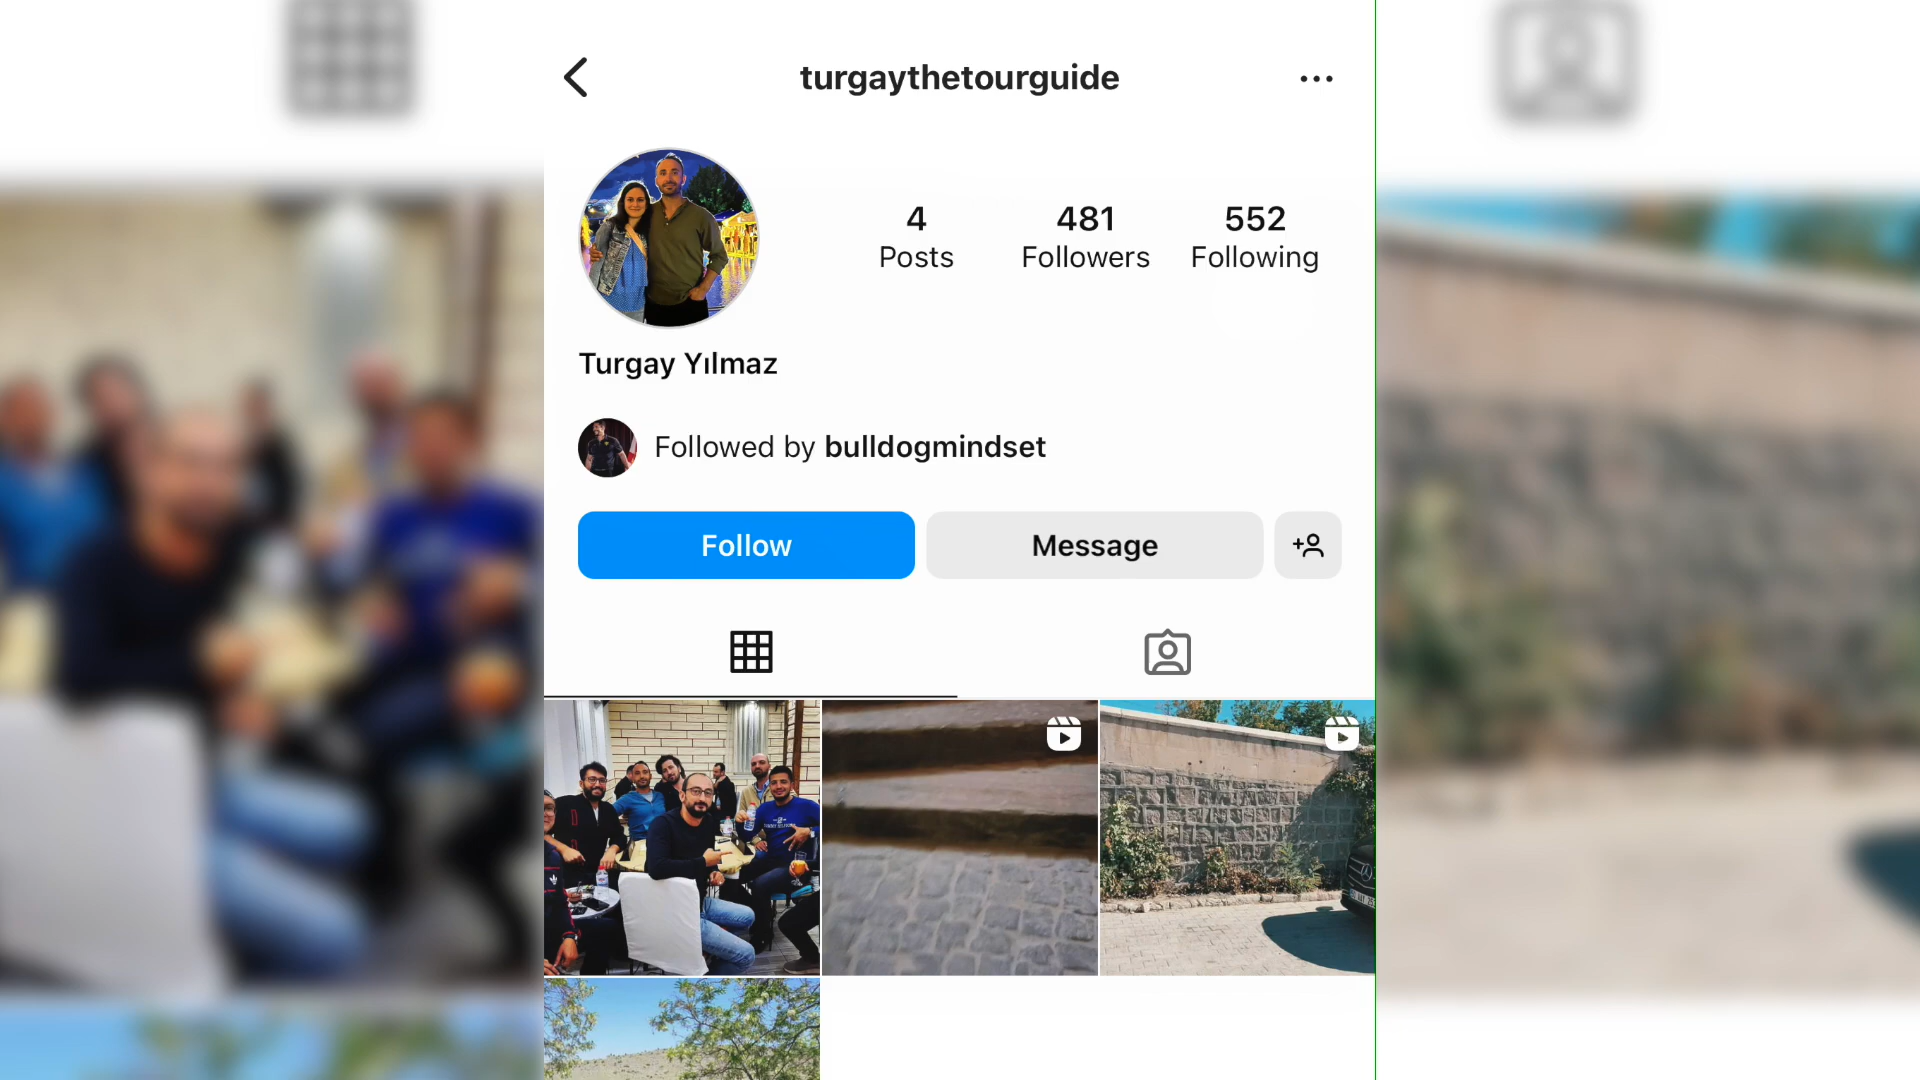 turgaythetourguide
4
Posts
481
Followers
552
Following
Turgay Yılmaz
Followed by bulldogmindset
Follow
Message